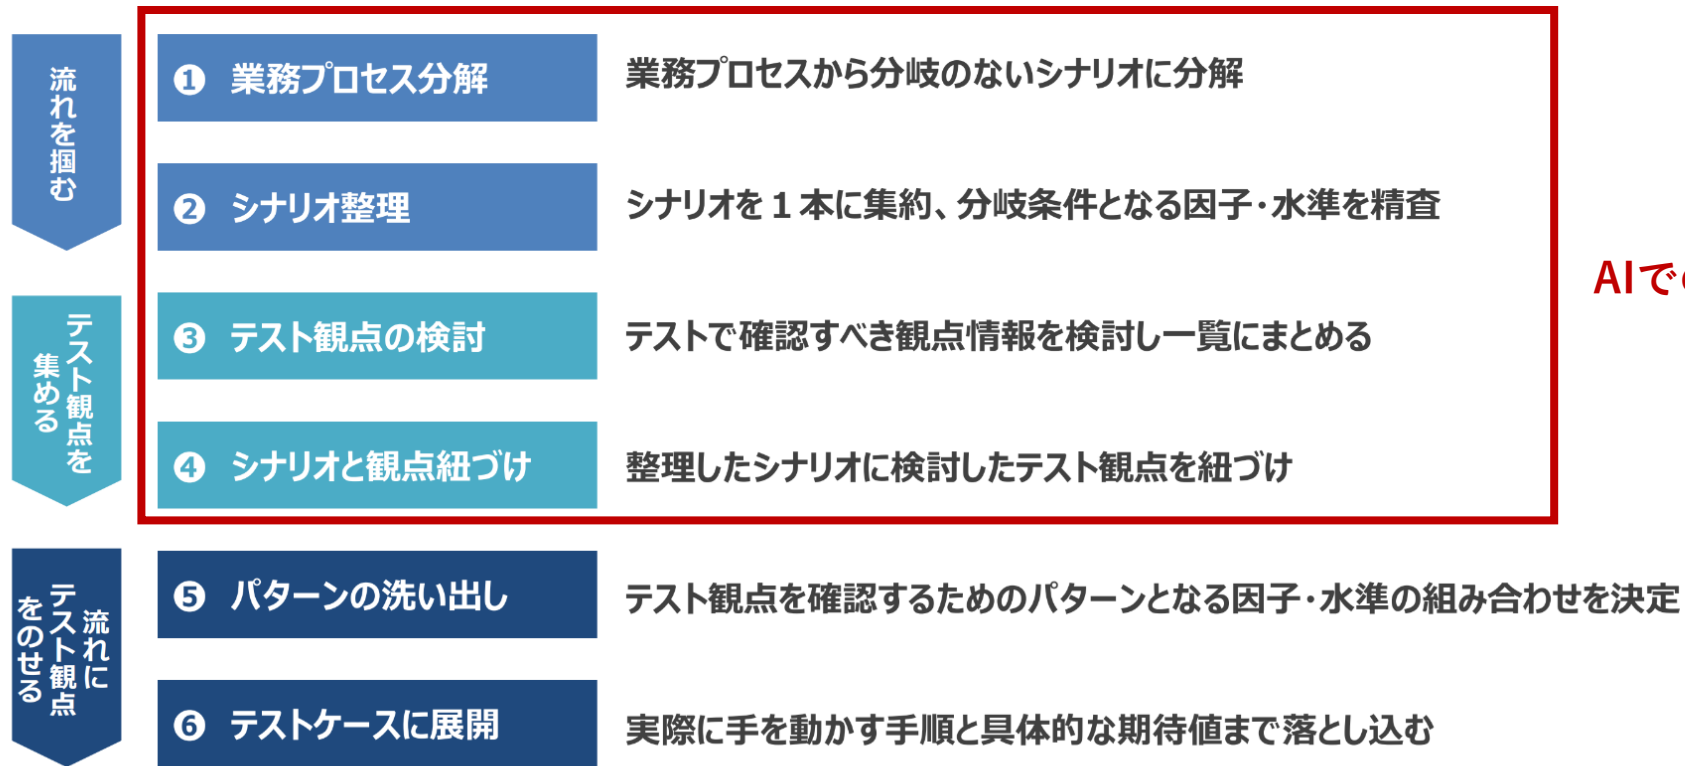 流れを掴む
❶ 業務プロセス分解
業務プロセスから分岐のないシナリオに分解
❷ シナリオ整理
シナリオを１本に集約、分岐条件となる因子・水準を精査
AIで
テスト観点を
集める
❸ テスト観点の検討
テストで確認すべき観点情報を検討し一覧にまとめる
❹ シナリオと観点紐づけ
整理したシナリオに検討したテスト観点を紐づけ
流れに
テスト観点
をのせる
❺ パターンの洗い出し
テスト観点を確認するためのパターンとなる因子・水準の組み合わせを決定
❻ テストケースに展開
実際に手を動かす手順と具体的な期待値まで落とし込む